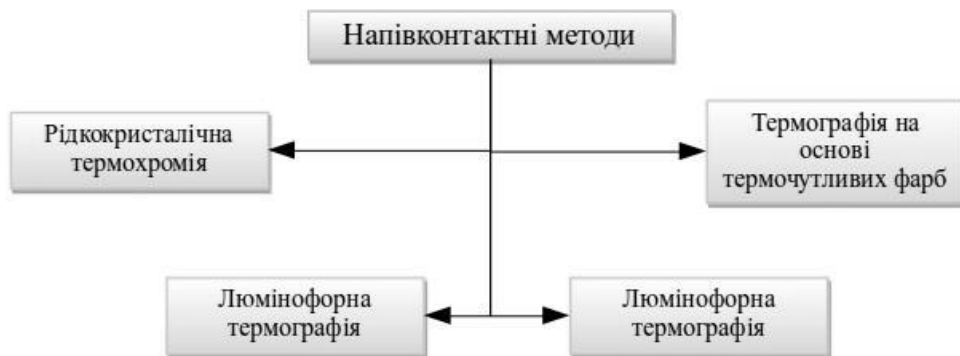 Напівконтактні методи
Рідкокристалічна
термохромія
Термографія на
основі
термочутливих фарб
Люмінофорна
термографія
Люмінофорна
термографія